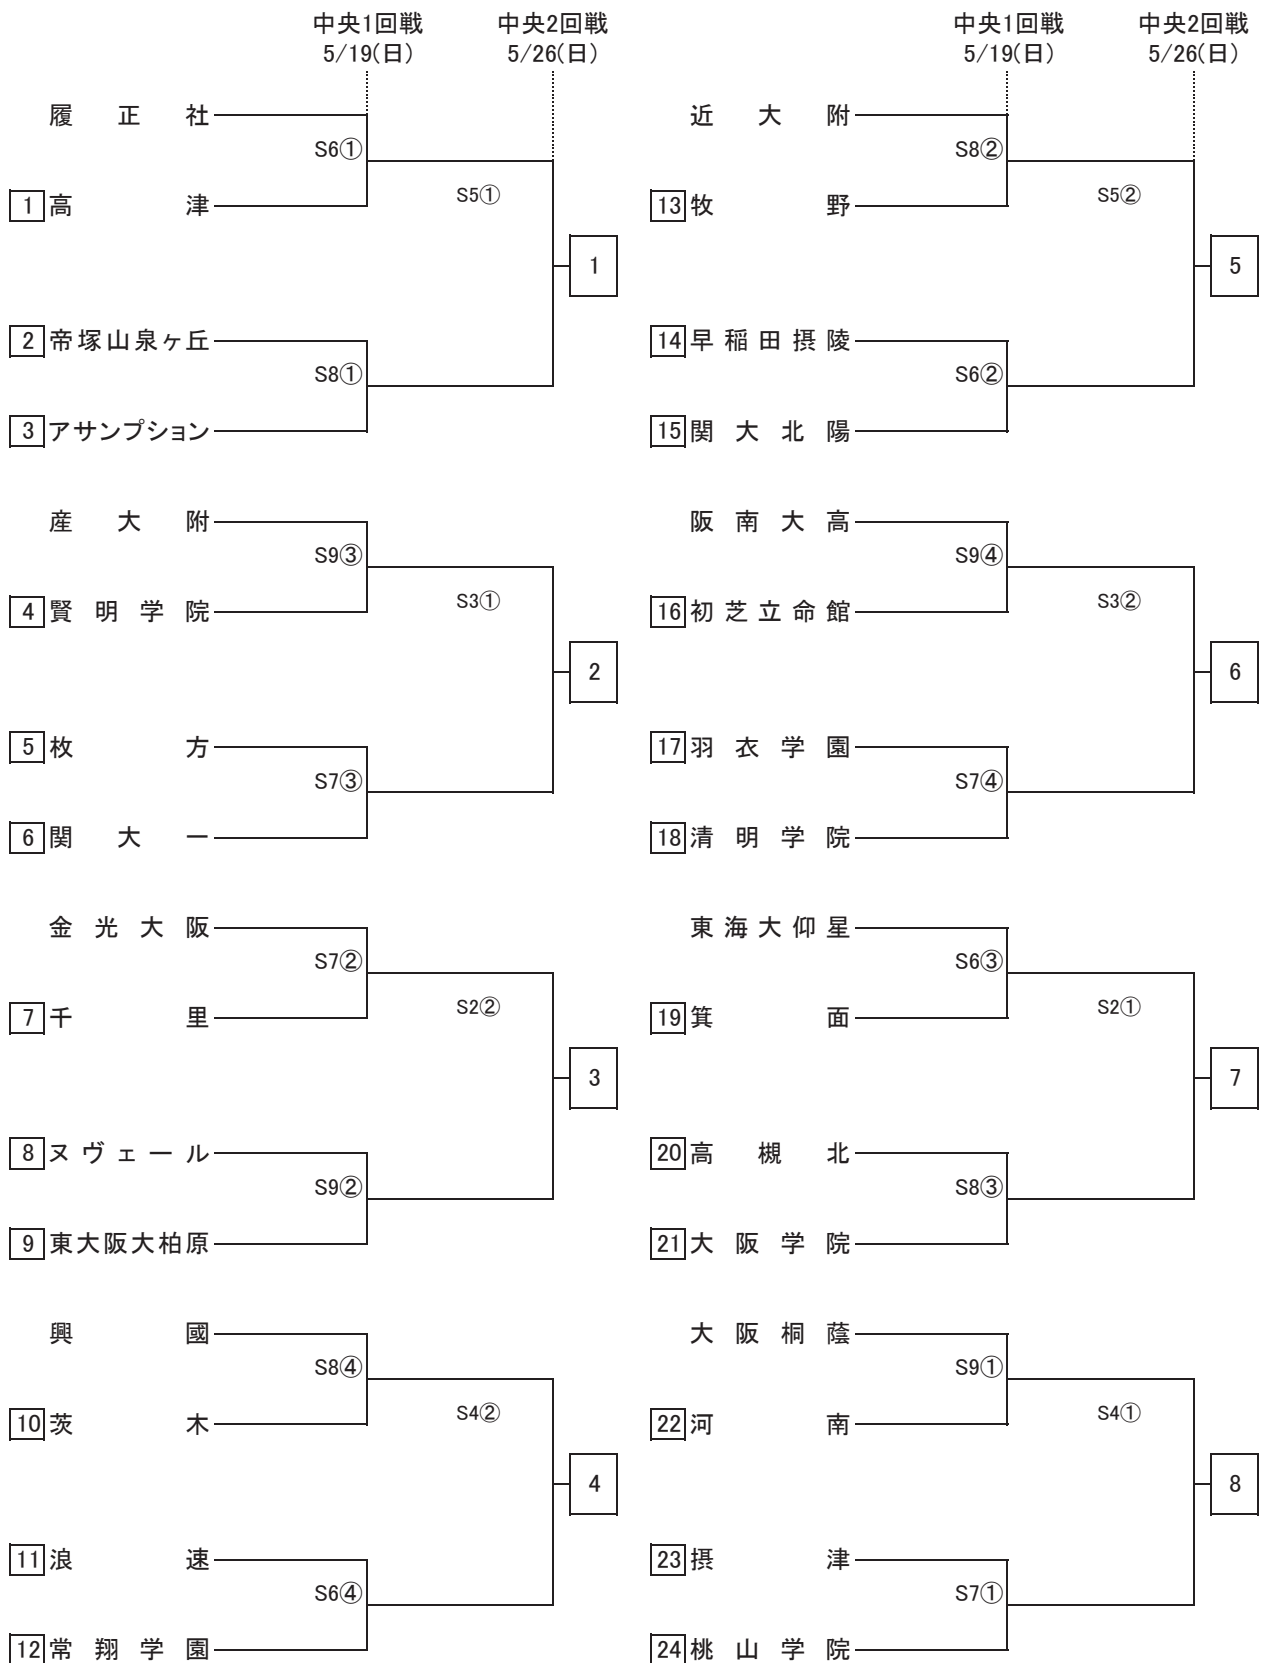 中央1回戦 中央2回戦
5/19(日) 5/26(日)
履正社
S6①
1 高津
S5①
1
2 帝塚山泉ヶ丘
S8①
3 アサンプション
産大附
S9③
4 賢明学院
S3①
2
5 枚方
S7③
6 関大一
金光大阪
S7②
7 千里
S2②
3
8 ヌヴェール
S9②
9 東大阪大柏原
興國
S8④
10 茨木
S4②
4
11 浪速
S6④
12 常翔学園
中央1回戦 中央2回戦
5/19(日) 5/26(日)
近大附
S8②
13 牧野
S5②
5
14 早稲田摂陵
S6②
15 関大北陽
阪南大高
S9④
16 初芝立命館
S3②
6
17 羽衣学園
S7④
18 清明学院
東海大仰星
S6③
19 箕面
S2①
7
20 高槻北
S8③
21 大阪学院
大阪桐蔭
S9①
22 河南
S4①
8
23 摂津
S7①
24 桃山学院